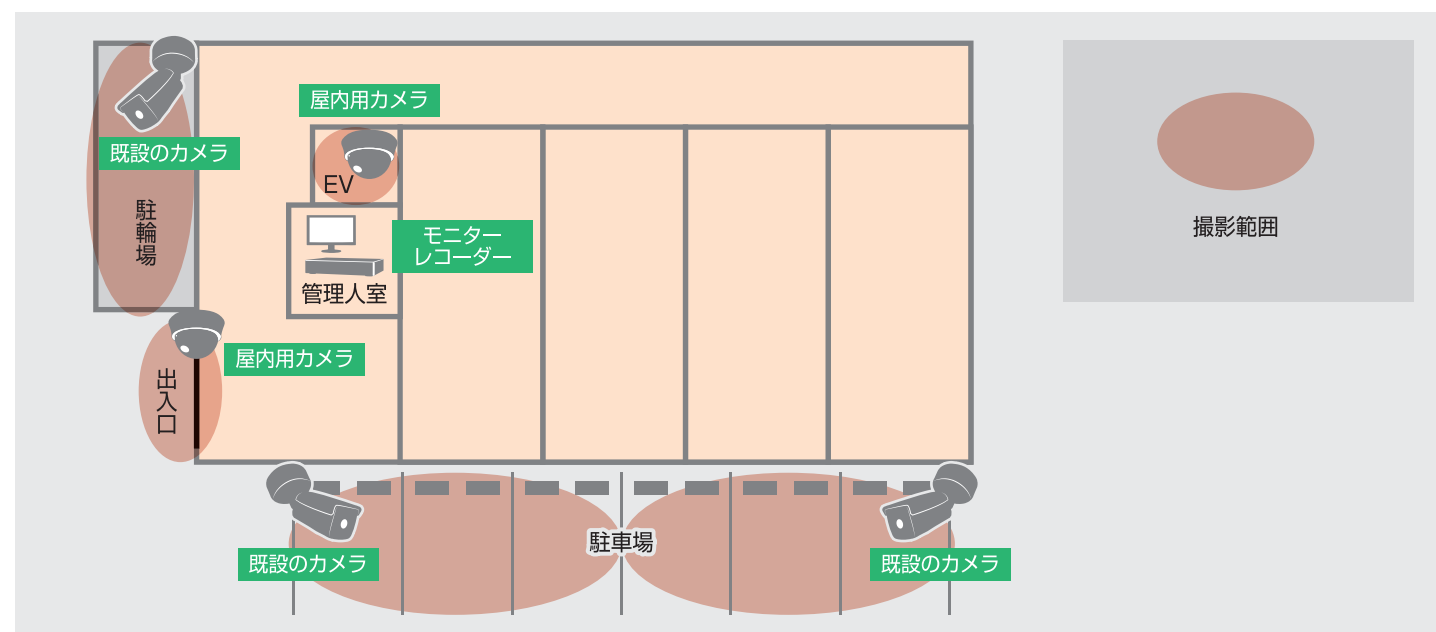 屋内用カメラ
既設のカメラ
EV
駐輪場
モニター
レコーダー
管理人室
撮影範囲
屋内用カメラ
出入口
駐車場
既設のカメラ
既設のカメラ